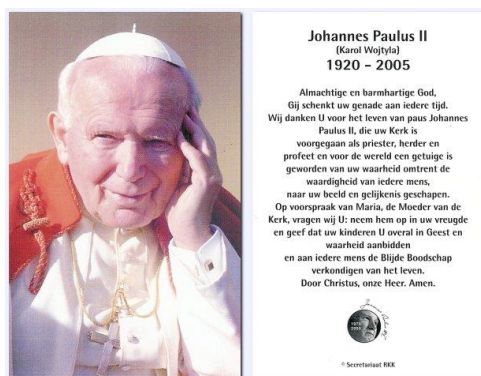 Johannes Paulus II
(Karol Wojtyla)
1920 - 2005
Almachtige en barmhartige God,
Gij schenkt uw genade aan iedere tijd.
Wij danken U voor het leven van paus Johannes
Paulus II, die uw Kerk is
voorgegaan als priester, herder en
profeet en voor de wereld een getuige is
geworden van uw waarheid omtrent de
waardigheid van iedere mens,
naar uw beeld en gelijkenis geschapen.
Op voorspraak van Maria, de Moeder van de
Kerk, vragen wij U: neem hem op in uw vreugde
en geef dat uw kinderen U overal in Geest en
waarheid aanbidden
en aan iedere mens de Blijde Boodschap
verkondigen van het leven.
Door Christus, onze Heer. Amen.
© Secretariaat RKK